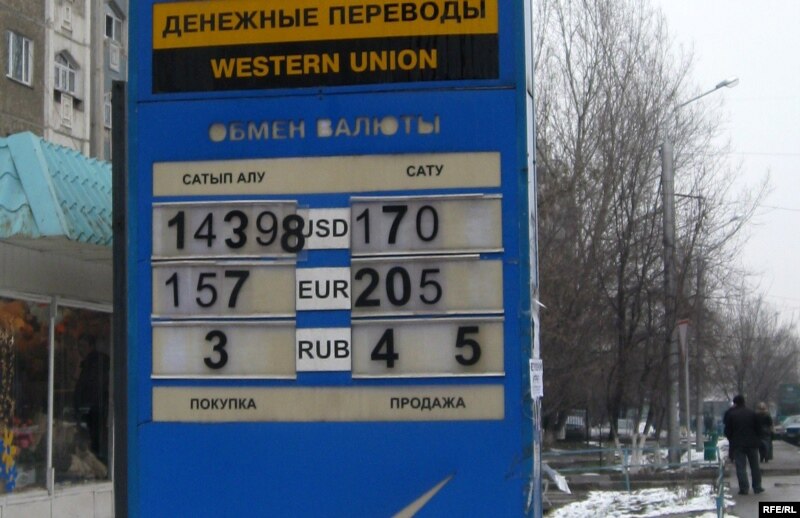 ДЕНЕЖНЫЕ ПЕРЕВОДЫ
WESTERN UNION
ОБМЕН ВАЛЮТЫ
САТЫП АЛУ САТУ
14398 USD 170
157 EUR 205
3 RUB 4 5
ПОКУПКА ПРОДАЖА
RFE/RL